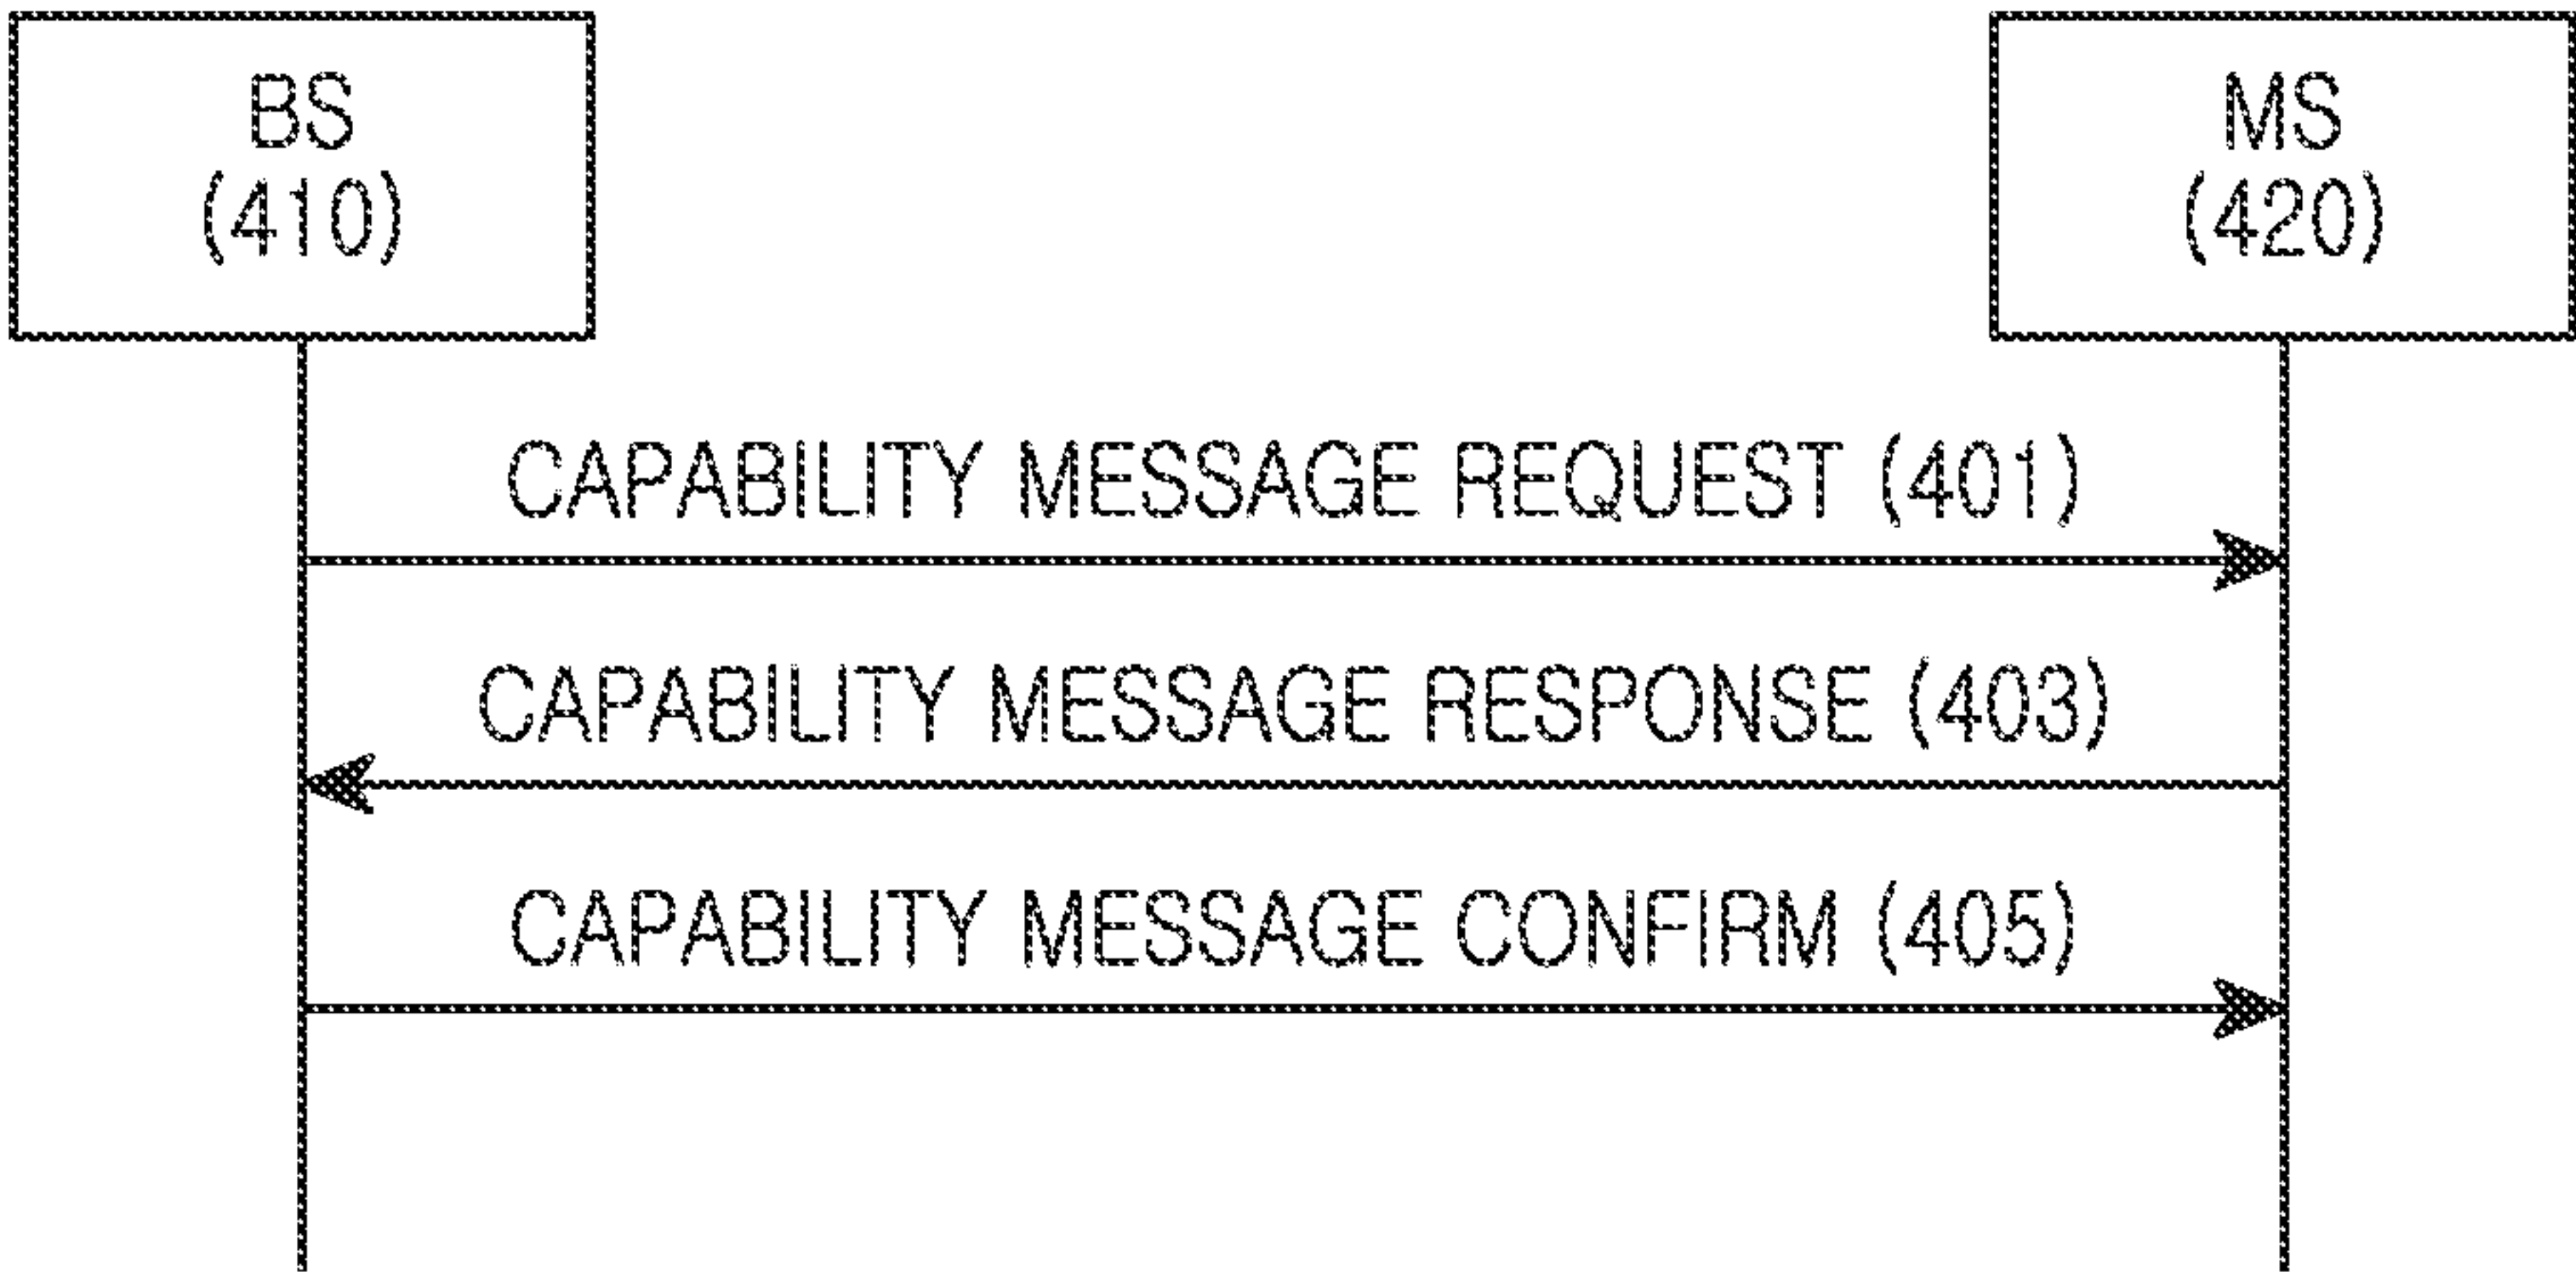 BS
(410)
MS
(420)
CAPABILITY MESSAGE REQUEST (401)
CAPABILITY MESSAGE RESPONSE (403)
CAPABILITY MESSAGE CONFIRM (405)